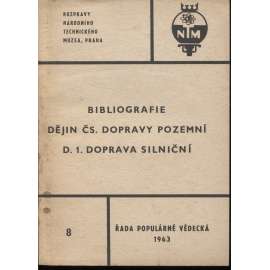 ROZPRAVY
NÁRODNÍHO
TECHNICKÉHO
MUZEA, PRAHA
NTM
BIBLIOGRAFIE
DĚJIN ČS. DOPRAVY POZEMNÍ
D. 1. DOPRAVA SILNIČNÍ
8
ŘADA POPULÁRNĚ VĚDECKÁ
1963